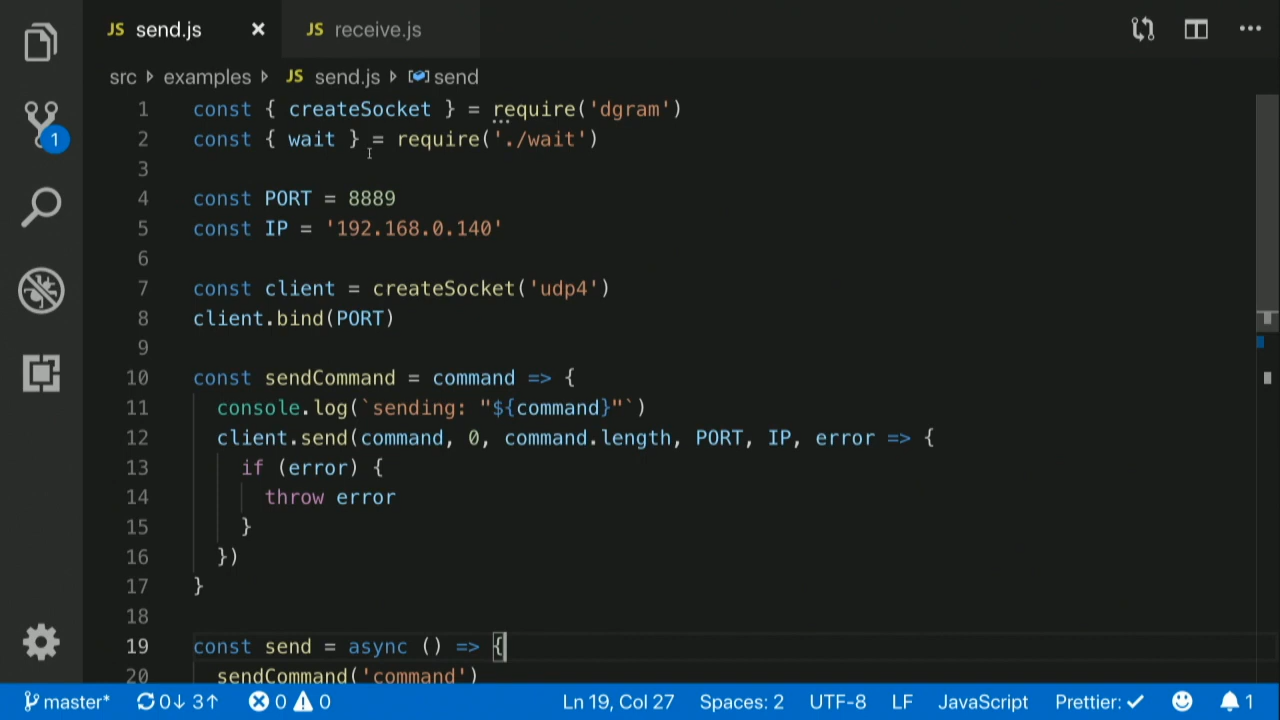 JS send.js × JS receive.js
src examples JS send.js send
1
1 const { createSocket } = require('dgram')
2 const { wait } = require('./wait')
3
4 const PORT = 8889
5 const IP = '192.168.0.140'
6
7 const client = createSocket('udp4')
8 client.bind(PORT)
9
10 const sendCommand = command => {
11 console.log(`sending: "${command}"`)
12 client.send(command, 0, command.length, PORT, IP, error => {
13 if (error) {
14 throw error
15 }
16 })
17 }
18
19 const send = async () => {
20 sendCommand('command')
master* 0↓ 3↑ 0 0 Ln 19, Col 27 Spaces: 2 UTF-8 LF JavaScript Prettier: ✓ 1